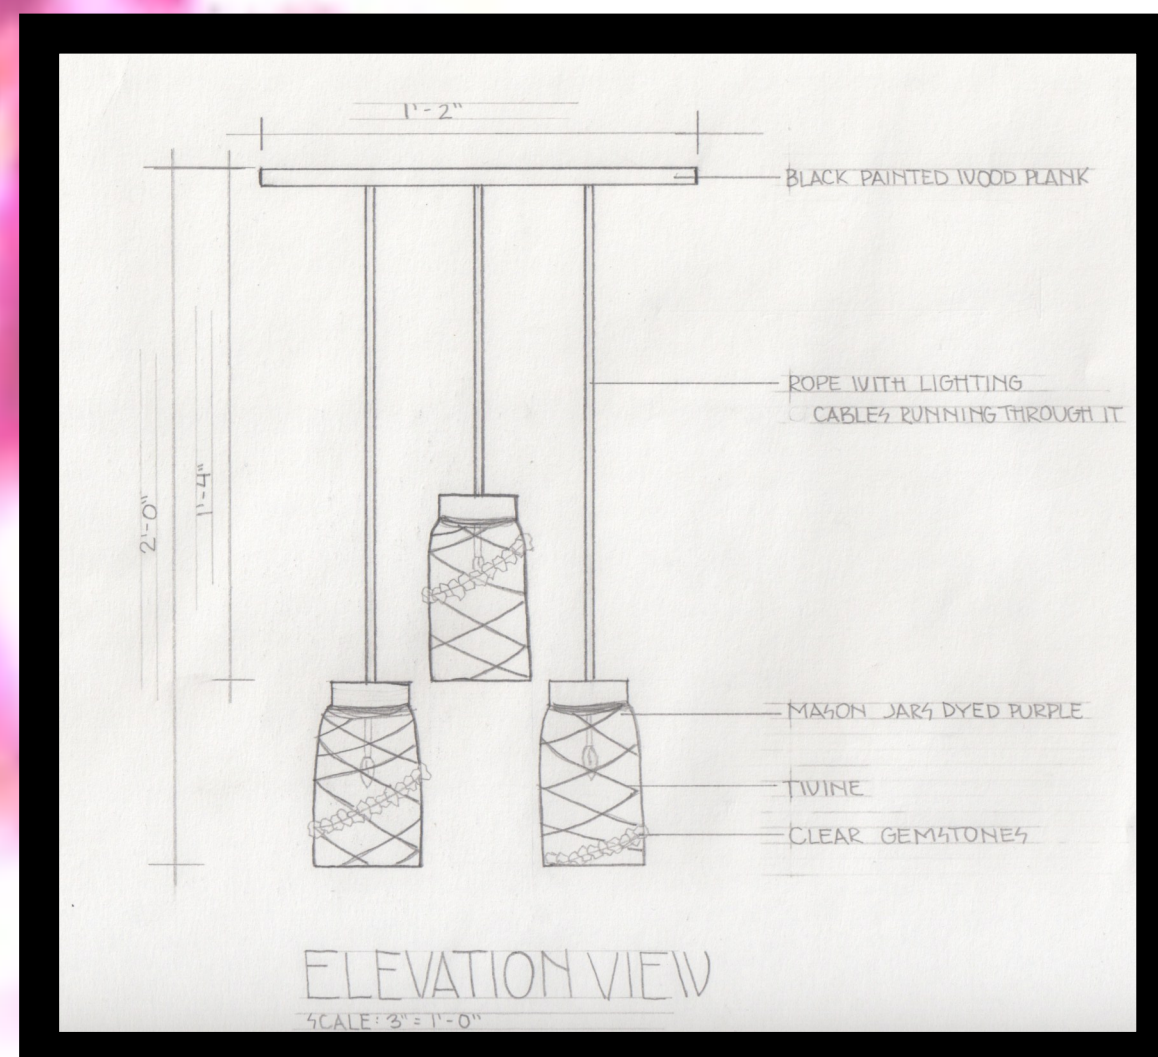 1'-2"
BLACK PAINTED WOOD PLANK
ROPE WITH LIGHTING
CABLES RUNNING THROUGH IT
1'-4"
2'-0"
MASON JARS DYED PURPLE
TWINE
CLEAR GEMSTONES
ELEVATION VIEW
SCALE: 3" = 1'-0"